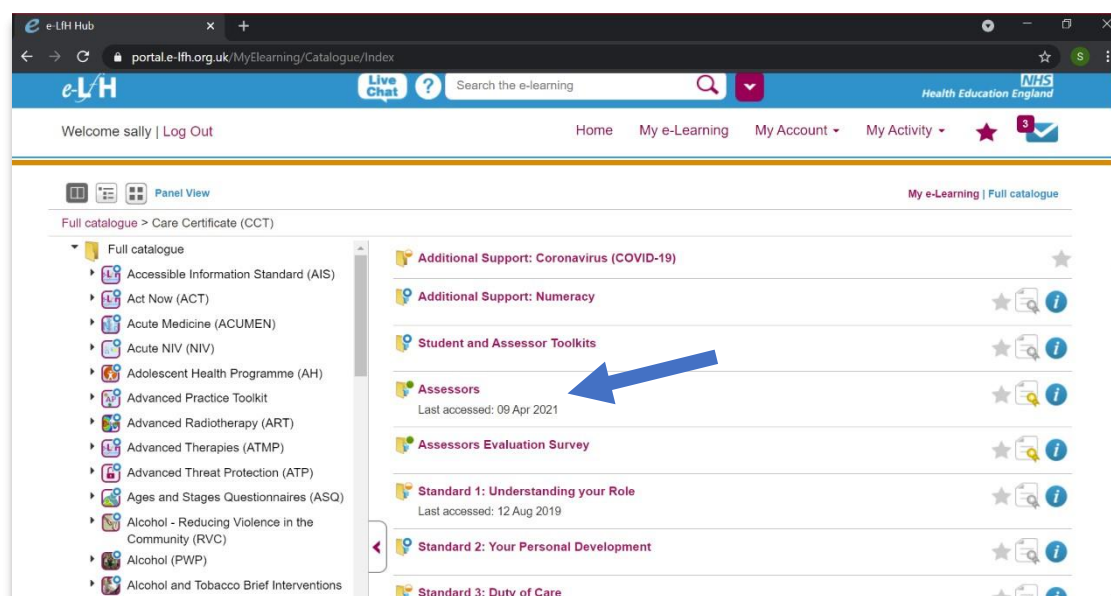 e-LfH Hub
portal.e-lfh.org.uk/MyElearning/Catalogue/Index
S
e-LfH
Live Chat
?
Search the e-learning
NHS
Health Education England
Welcome sally | Log Out
Home
My e-Learning
My Account
My Activity
3
Panel View
My e-Learning | Full catalogue
Full catalogue > Care Certificate (CCT)
Full catalogue
Accessible Information Standard (AIS)
Act Now (ACT)
Acute Medicine (ACUMEN)
Acute NIV (NIV)
Adolescent Health Programme (AH)
Advanced Practice Toolkit
Advanced Radiotherapy (ART)
Advanced Therapies (ATMP)
Advanced Threat Protection (ATP)
Ages and Stages Questionnaires (ASQ)
Alcohol - Reducing Violence in the
Community (RVC)
Alcohol (PWP)
Alcohol and Tobacco Brief Interventions
Additional Support: Coronavirus (COVID-19)
Additional Support: Numeracy
Student and Assessor Toolkits
Assessors
Last accessed: 09 Apr 2021
Assessors Evaluation Survey
Standard 1: Understanding your Role
Last accessed: 12 Aug 2019
Standard 2: Your Personal Development
Standard 3: Duty of Care